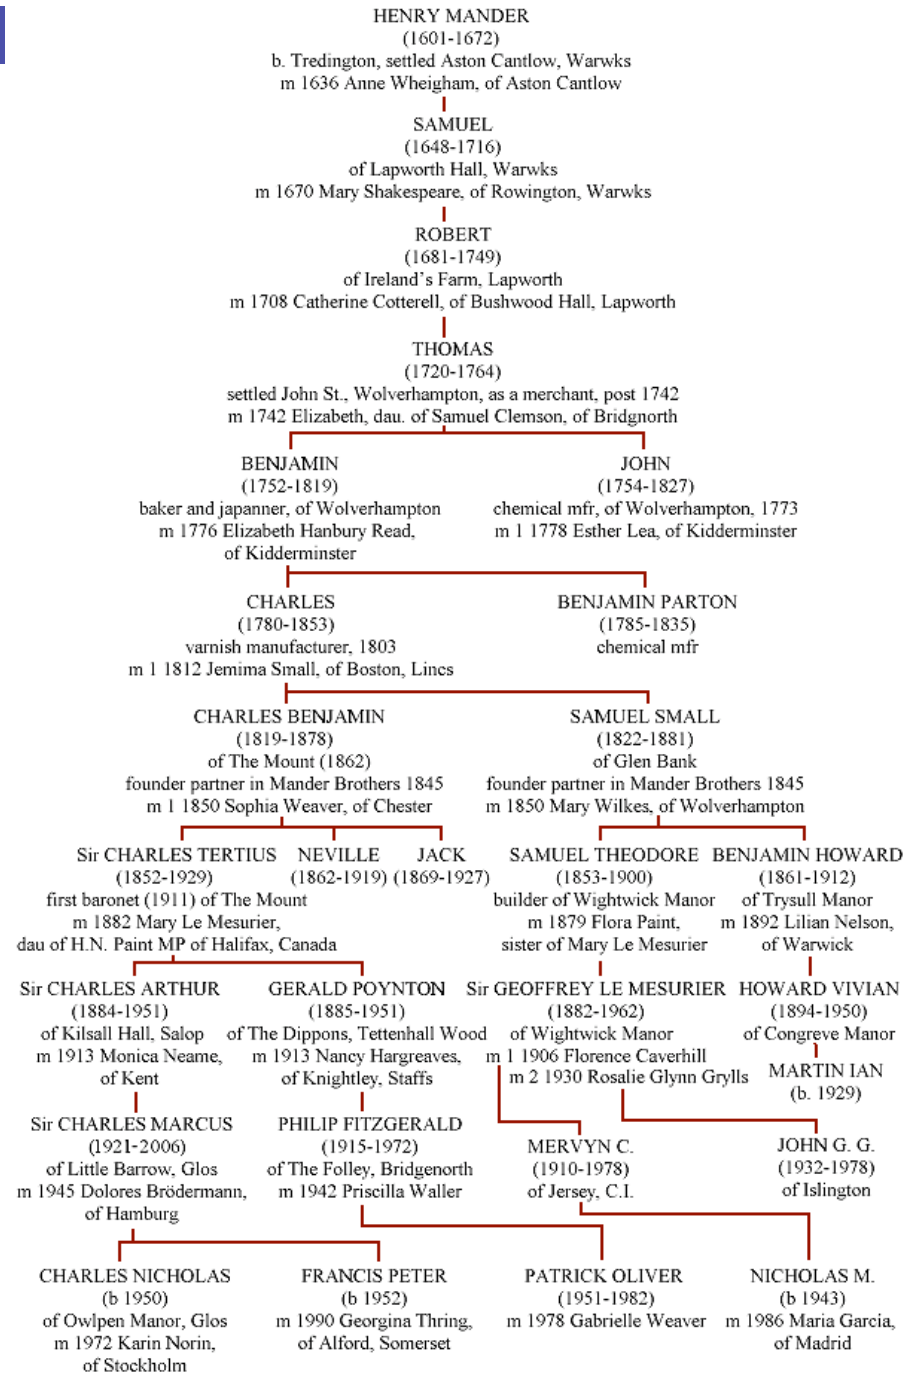 HENRY MANDER
(1601-1672)
b. Tredington, settled Aston Cantlow, Warwks
m 1636 Anne Wheigham, of Aston Cantlow
SAMUEL
(1648-1716)
of Lapworth Hall, Warwks
m 1670 Mary Shakespeare, of Rowington, Warwks
ROBERT
(1681-1749)
of Ireland's Farm, Lapworth
m 1708 Catherine Cotterell, of Bushwood Hall, Lapworth
THOMAS
(1720-1764)
settled John St., Wolverhampton, as a merchant, post 1742
m 1742 Elizabeth, dau. of Samuel Clemson, of Bridgnorth
BENJAMIN
(1752-1819)
baker and japanner, of Wolverhampton
m 1776 Elizabeth Hanbury Read,
of Kidderminster
JOHN
(1754-1827)
chemical mfr, of Wolverhampton, 1773
m 1 1778 Esther Lea, of Kidderminster
CHARLES
(1780-1853)
varnish manufacturer, 1803
m 1 1812 Jemima Small, of Boston, Lincs
BENJAMIN PARTON
(1785-1835)
chemical mfr
CHARLES BENJAMIN
(1819-1878)
of The Mount (1862)
founder partner in Mander Brothers 1845
m 1 1850 Sophia Weaver, of Chester
SAMUEL SMALL
(1822-1881)
of Glen Bank
founder partner in Mander Brothers 1845
m 1850 Mary Wilkes, of Wolverhampton
Sir CHARLES TERTIUS
(1852-1929)
first baronet (1911) of The Mount
m 1882 Mary Le Mesurier,
dau of H.N. Paint MP of Halifax, Canada
NEVILLE
(1862-1919)
JACK
(1869-1927)
SAMUEL THEODORE
(1853-1900)
builder of Wightwick Manor
m 1879 Flora Paint,
sister of Mary Le Mesurier
BENJAMIN HOWARD
(1861-1912)
of Trysull Manor
m 1892 Lilian Nelson,
of Warwick
Sir CHARLES ARTHUR
(1884-1951)
of Kilsall Hall, Salop
m 1913 Monica Neame,
of Kent
GERALD POYNTON
(1885-1951)
of The Dippons, Tettenhall Wood
m 1913 Nancy Hargreaves,
of Knightley, Staffs
Sir GEOFFREY LE MESURIER
(1882-1962)
of Wightwick Manor
m 1 1906 Florence Caverhill
m 2 1930 Rosalie Glynn Grylls
HOWARD VIVIAN
(1894-1950)
of Congreve Manor
MARTIN IAN
(b. 1929)
Sir CHARLES MARCUS
(1921-2006)
of Little Barrow, Glos
m 1945 Dolores Brödermann,
of Hamburg
PHILIP FITZGERALD
(1915-1972)
of The Folley, Bridgenorth
m 1942 Priscilla Waller
MERVYN C.
(1910-1978)
of Jersey, C.I.
JOHN G. G.
(1932-1978)
of Islington
CHARLES NICHOLAS
(b 1950)
of Owlpen Manor, Glos
m 1972 Karin Norin,
of Stockholm
FRANCIS PETER
(b 1952)
m 1990 Georgina Thring,
of Alford, Somerset
PATRICK OLIVER
(1951-1982)
m 1978 Gabrielle Weaver
NICHOLAS M.
(b 1943)
m 1986 Maria Garcia,
of Madrid